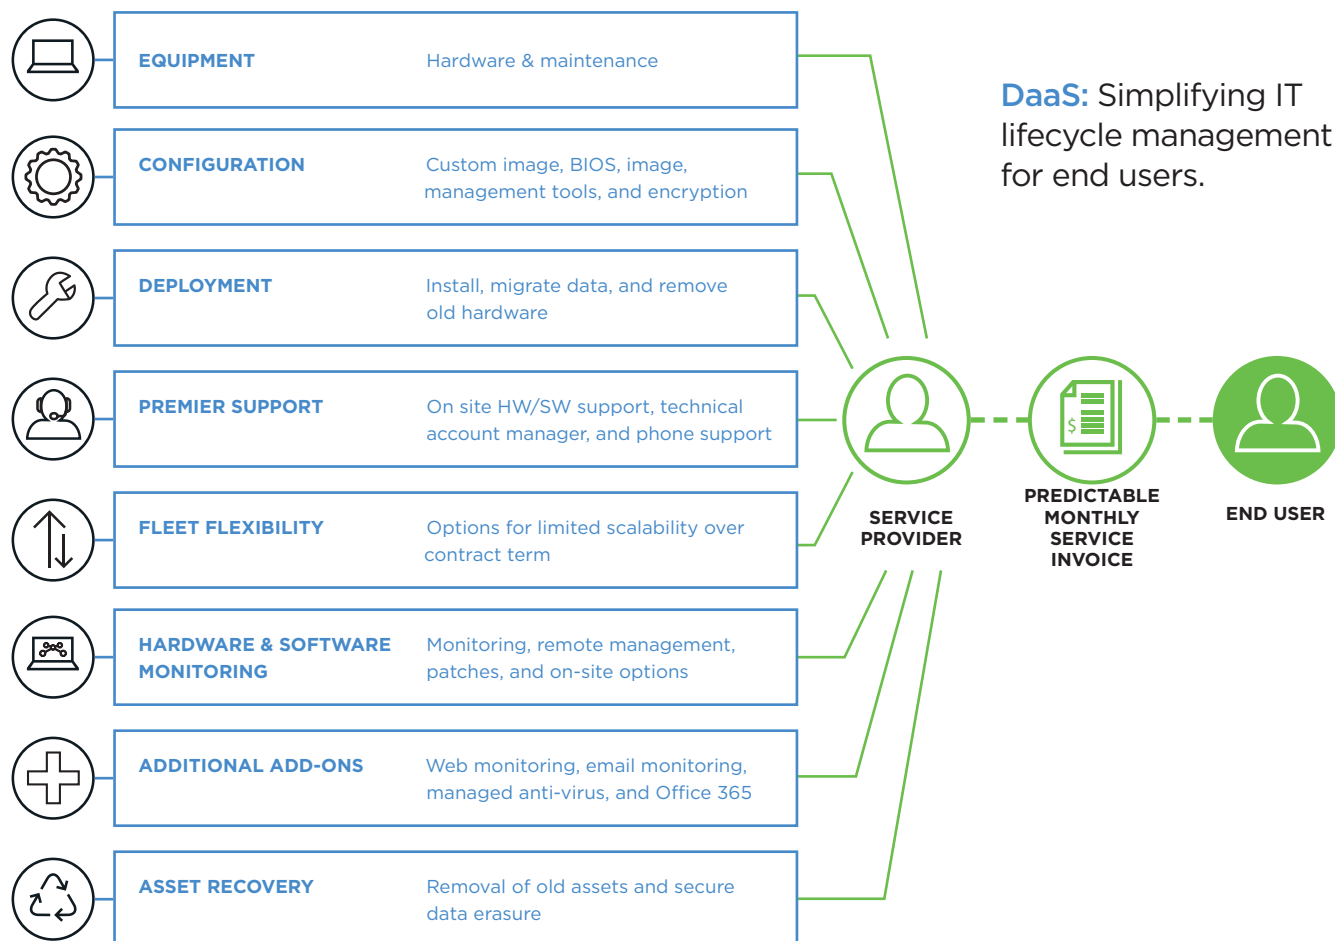 EQUIPMENT
Hardware & maintenance
CONFIGURATION
Custom image, BIOS, image,
management tools, and encryption
DEPLOYMENT
Install, migrate data, and remove
old hardware
PREMIER SUPPORT
On site HW/SW support, technical
account manager, and phone support
FLEET FLEXIBILITY
Options for limited scalability over
contract term
HARDWARE & SOFTWARE
MONITORING
Monitoring, remote management,
patches, and on-site options
ADDITIONAL ADD-ONS
Web monitoring, email monitoring,
managed anti-virus, and Office 365
ASSET RECOVERY
Removal of old assets and secure
data erasure
DaaS: Simplifying IT
lifecycle management
for end users.
SERVICE
PROVIDER
$
PREDICTABLE
MONTHLY
SERVICE
INVOICE
END USER